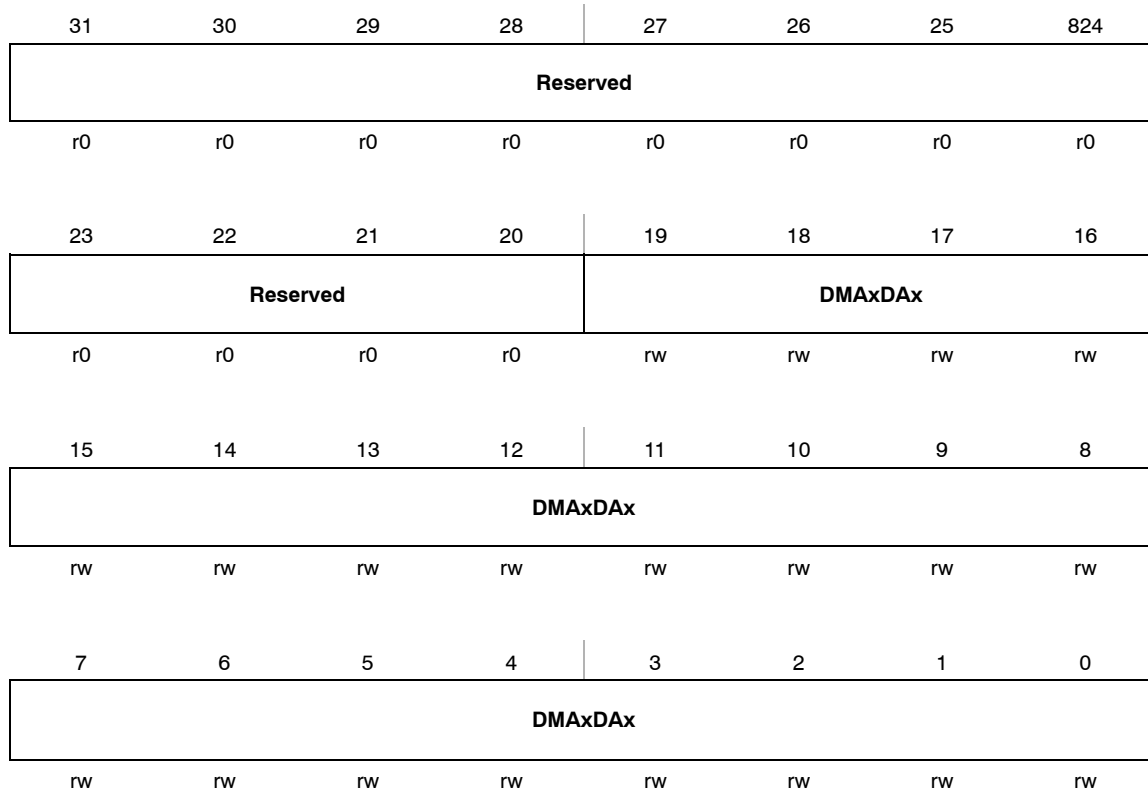 31 30 29 28 27 26 25 824
Reserved
r0 r0 r0 r0 r0 r0 r0 r0
23 22 21 20 19 18 17 16
Reserved DMAxDAx
r0 r0 r0 r0 rw rw rw rw
15 14 13 12 11 10 9 8
DMAxDAx
rw rw rw rw rw rw rw rw
7 6 5 4 3 2 1 0
DMAxDAx
rw rw rw rw rw rw rw rw